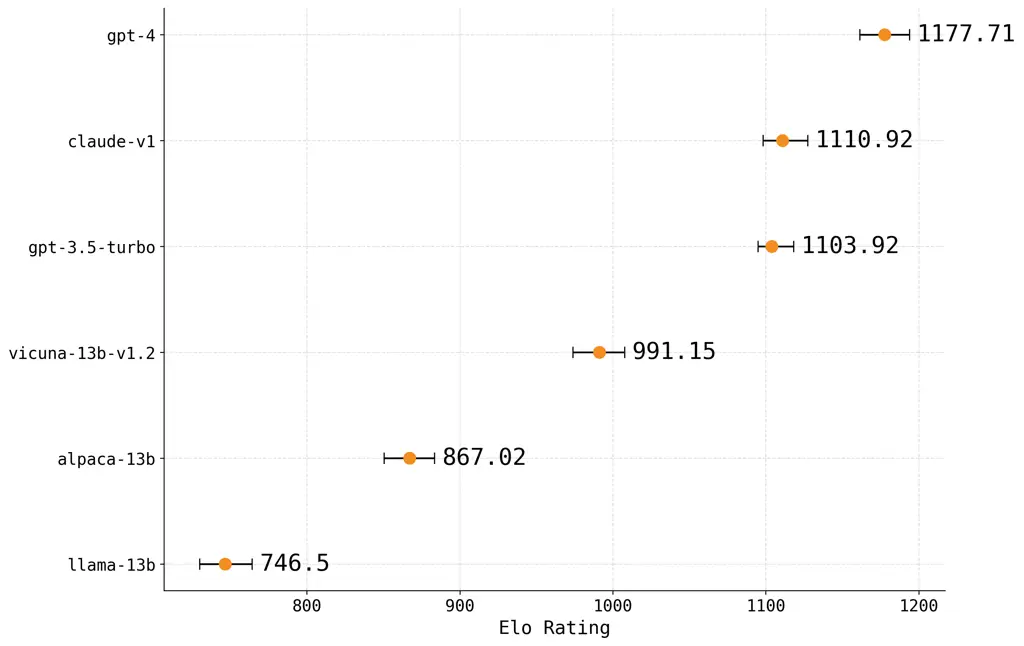 gpt-4 1177.71
claude-v1 1110.92
gpt-3.5-turbo 1103.92
vicuna-13b-v1.2 991.15
alpaca-13b 867.02
llama-13b 746.5
800 900 1000 1100 1200
Elo Rating